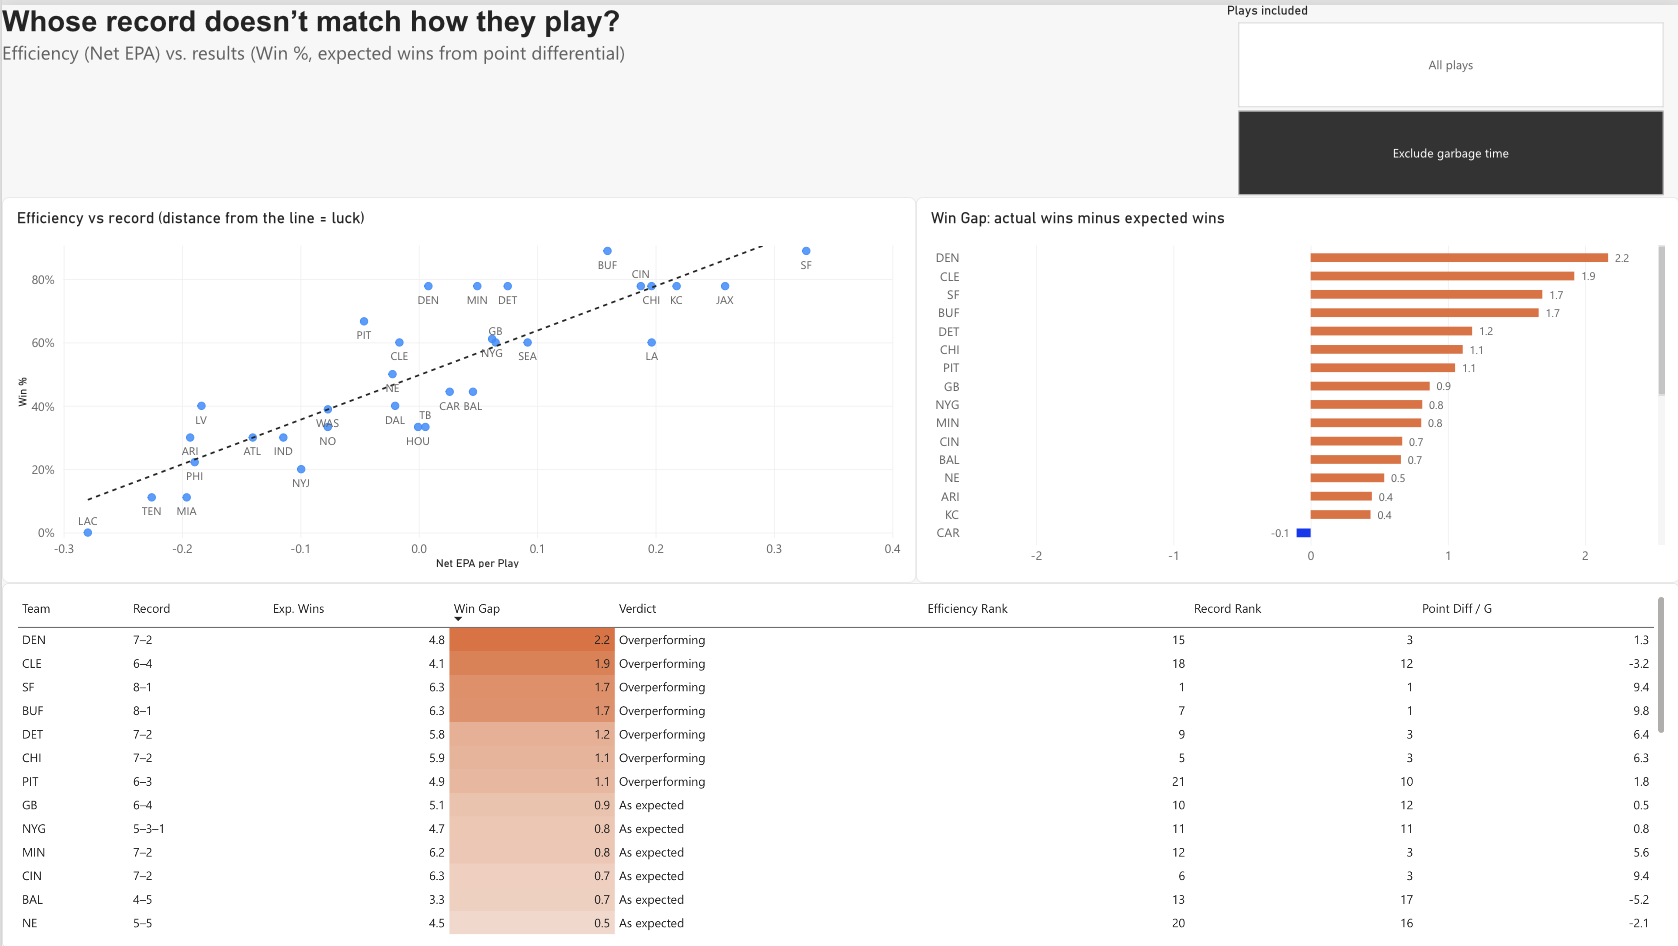 Whose record doesn’t match how they play?
Efficiency (Net EPA) vs. results (Win %, expected wins from point differential)
Plays included
All plays
Exclude garbage time
Efficiency vs record (distance from the line = luck)
Win %
80%
60%
40%
20%
0%
BUF
SF
CIN
DEN
MIN
DET
CHI
KC
JAX
PIT
GB
CLE
NYG
SEA
LA
NE
LV
DAL
TB
CAR
BAL
WAS
ARI
ATL
IND
NO
HOU
PHI
NYJ
TEN
MIA
LAC
-0.3
-0.2
-0.1
0.0
0.1
0.2
0.3
0.4
Net EPA per Play
Win Gap: actual wins minus expected wins
DEN 2.2
CLE 1.9
SF 1.7
BUF 1.7
DET 1.2
CHI 1.1
PIT 1.1
GB 0.9
NYG 0.8
MIN 0.8
CIN 0.7
BAL 0.7
NE 0.5
ARI 0.4
KC 0.4
CAR -0.1
-2 -1 0 1 2
Team Record Exp. Wins Win Gap Verdict Efficiency Rank Record Rank Point Diff / G
DEN 7–2 4.8 2.2 Overperforming 15 3 1.3
CLE 6–4 4.1 1.9 Overperforming 18 12 -3.2
SF 8–1 6.3 1.7 Overperforming 1 1 9.4
BUF 8–1 6.3 1.7 Overperforming 7 1 9.8
DET 7–2 5.8 1.2 Overperforming 9 3 6.4
CHI 7–2 5.9 1.1 Overperforming 5 3 6.3
PIT 6–3 4.9 1.1 Overperforming 21 10 1.8
GB 6–4 5.1 0.9 As expected 10 12 0.5
NYG 5–3–1 4.7 0.8 As expected 11 11 0.8
MIN 7–2 6.2 0.8 As expected 12 3 5.6
CIN 7–2 6.3 0.7 As expected 6 3 9.4
BAL 4–5 3.3 0.7 As expected 13 17 -5.2
NE 5–5 4.5 0.5 As expected 20 16 -2.1